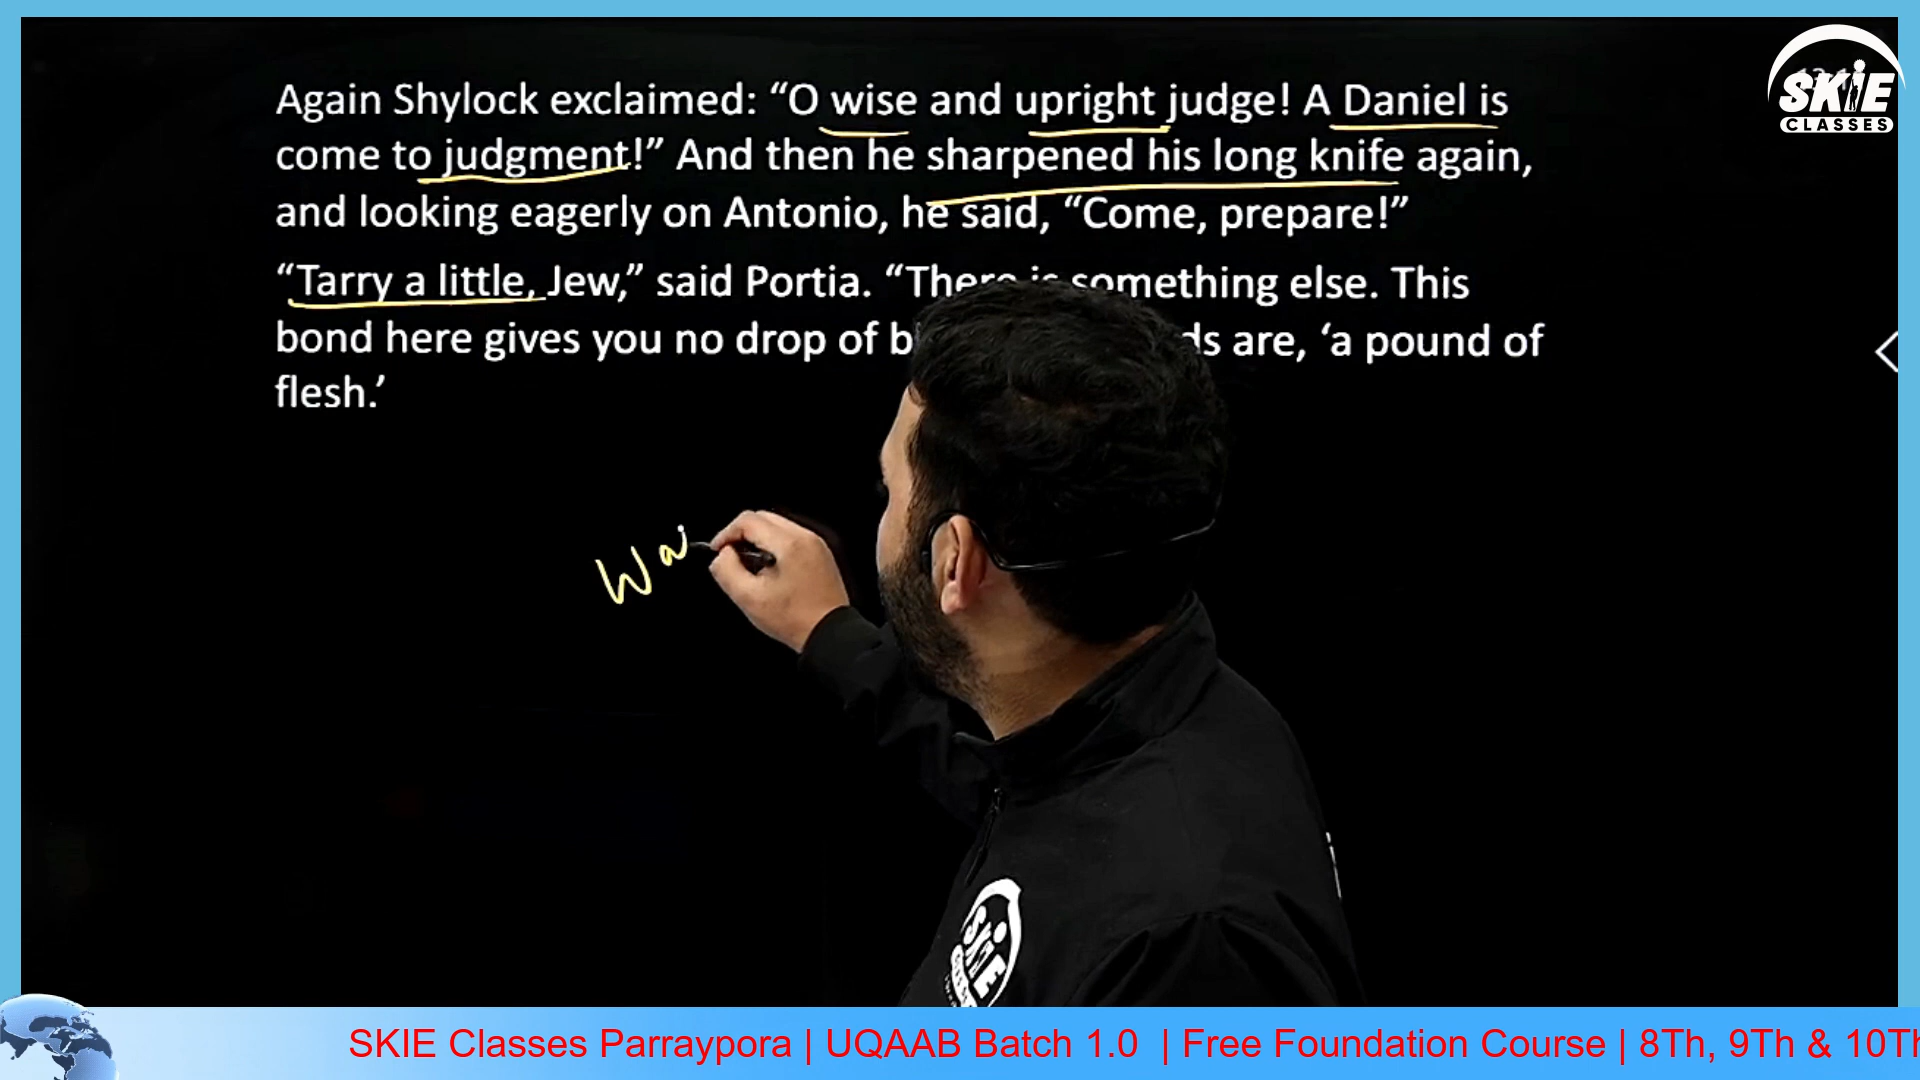 Again Shylock exclaimed: “O wise and upright judge! A Daniel is
come to judgment!” And then he sharpened his long knife again,
and looking eagerly on Antonio, he said, “Come, prepare!”
“Tarry a little, Jew,” said Portia. “There is something else. This
bond here gives you no drop of are, ‘a pound of
flesh.’
Wa
SKIE
CLASSES
SKIE
SKIE Classes Parraypora | UQAAB Batch 1.0 | Free Foundation Course | 8Th, 9Th & 10Th